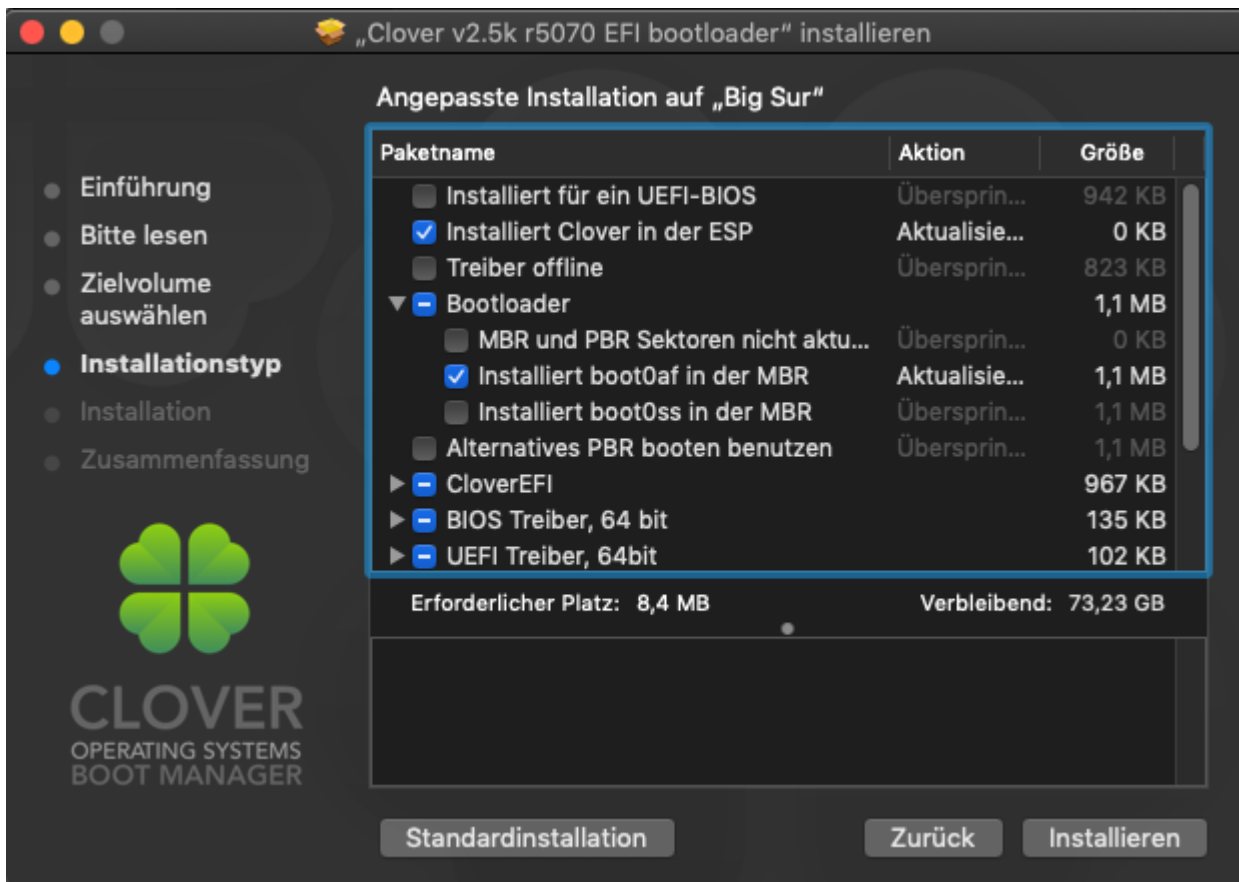 „Clover v2.5k r5070 EFI bootloader“ installieren
Angepasste Installation auf „Big Sur“
Einführung
Bitte lesen
Zielvolume
auswählen
Installationstyp
Installation
Zusammenfassung
CLOVER
OPERATING SYSTEMS
BOOT MANAGER
Paketname Aktion Größe
Installiert für ein UEFI-BIOS Übersprin... 942 KB
Installiert Clover in der ESP Aktualisie... 0 KB
Treiber offline Übersprin... 823 KB
Bootloader 1,1 MB
MBR und PBR Sektoren nicht aktu... Übersprin... 0 KB
Installiert boot0af in der MBR Aktualisie... 1,1 MB
Installiert boot0ss in der MBR Übersprin... 1,1 MB
Alternatives PBR booten benutzen Übersprin... 1,1 MB
CloverEFI 967 KB
BIOS Treiber, 64 bit 135 KB
UEFI Treiber, 64bit 102 KB
Erforderlicher Platz: 8,4 MB Verbleibend: 73,23 GB
Standardinstallation Zurück Installieren